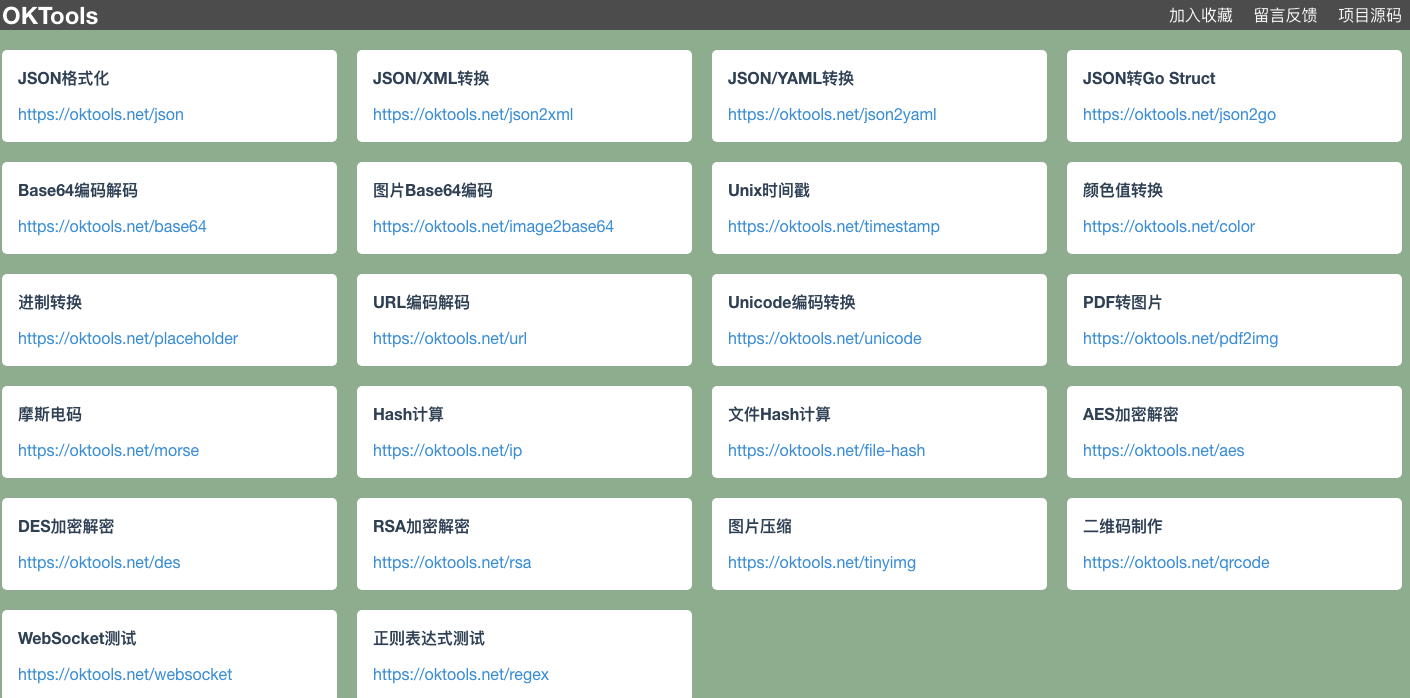 OKTools
加入收藏 留言反馈 项目源码
JSON格式化
https://oktools.net/json
JSON/XML转换
https://oktools.net/json2xml
JSON/YAML转换
https://oktools.net/json2yaml
JSON转Go Struct
https://oktools.net/json2go
Base64编码解码
https://oktools.net/base64
图片Base64编码
https://oktools.net/image2base64
Unix时间戳
https://oktools.net/timestamp
颜色值转换
https://oktools.net/color
进制转换
https://oktools.net/placeholder
URL编码解码
https://oktools.net/url
Unicode编码转换
https://oktools.net/unicode
PDF转图片
https://oktools.net/pdf2img
摩斯电码
https://oktools.net/morse
Hash计算
https://oktools.net/ip
文件Hash计算
https://oktools.net/file-hash
AES加密解密
https://oktools.net/aes
DES加密解密
https://oktools.net/des
RSA加密解密
https://oktools.net/rsa
图片压缩
https://oktools.net/tinyimg
二维码制作
https://oktools.net/qrcode
WebSocket测试
https://oktools.net/websocket
正则表达式测试
https://oktools.net/regex